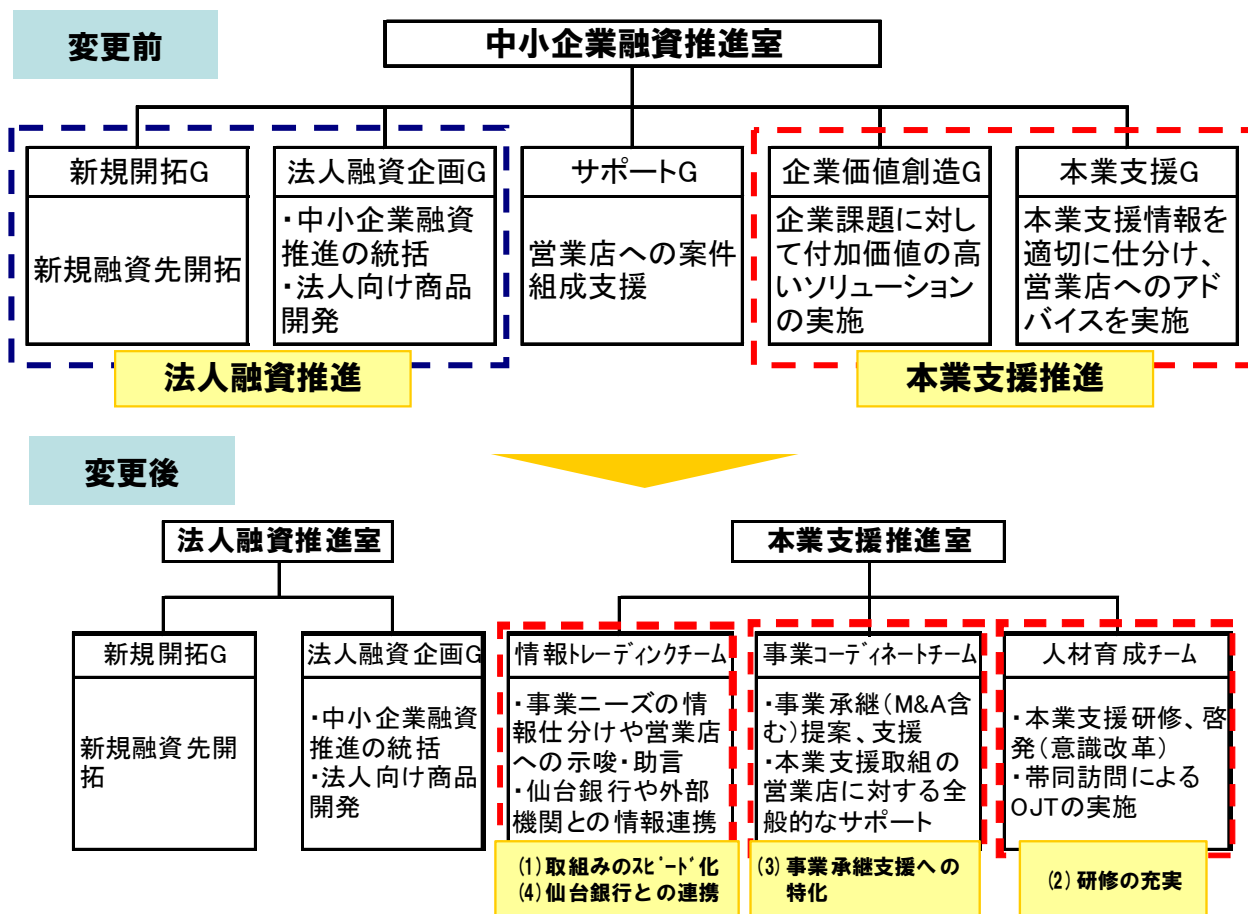 変更前
中小企業融資推進室
新規開拓G
新規融資先開拓
法人融資企画G
・中小企業融資
推進の統括
・法人向け商品
開発
サポートG
営業店への案件
組成支援
企業価値創造G
企業課題に対し
て付加価値の高
いソリューション
の実施
本業支援G
本業支援情報を
適切に仕分け、
営業店へのアド
バイスを実施
法人融資推進
本業支援推進
変更後
法人融資推進室
本業支援推進室
新規開拓G
新規融資先開
拓
法人融資企画G
・中小企業融資
推進の統括
・法人向け商品
開発
情報ﾄﾚｰﾃﾞｨﾝｸチーム
・事業ニーズの情
報仕分けや営業店
への示唆・助言
・仙台銀行や外部
機関との情報連携
事業ｺｰﾃﾞｨﾈｰﾄチーム
・事業承継(M&A含
む)提案、支援
・本業支援取組の
営業店に対する全
般的なサポート
人材育成チーム
・本業支援研修、啓
発(意識改革)
・帯同訪問による
OJTの実施
(1)取組みのｽﾋﾟｰﾄﾞ化
(4)仙台銀行との連携
(3)事業承継支援への
特化
(2)研修の充実